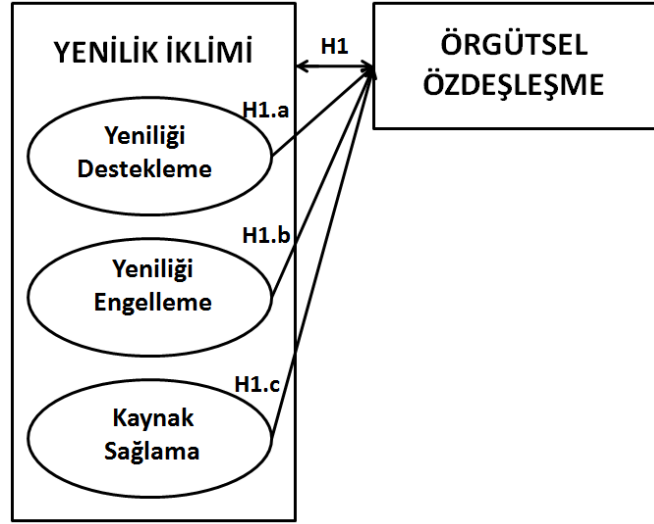 YENİLİK İKLİMİ
H1
ÖRGÜTSEL
ÖZDEŞLEŞME
H1.a
Yeniliği
Destekleme
H1.b
Yeniliği
Engelleme
H1.c
Kaynak
Sağlama